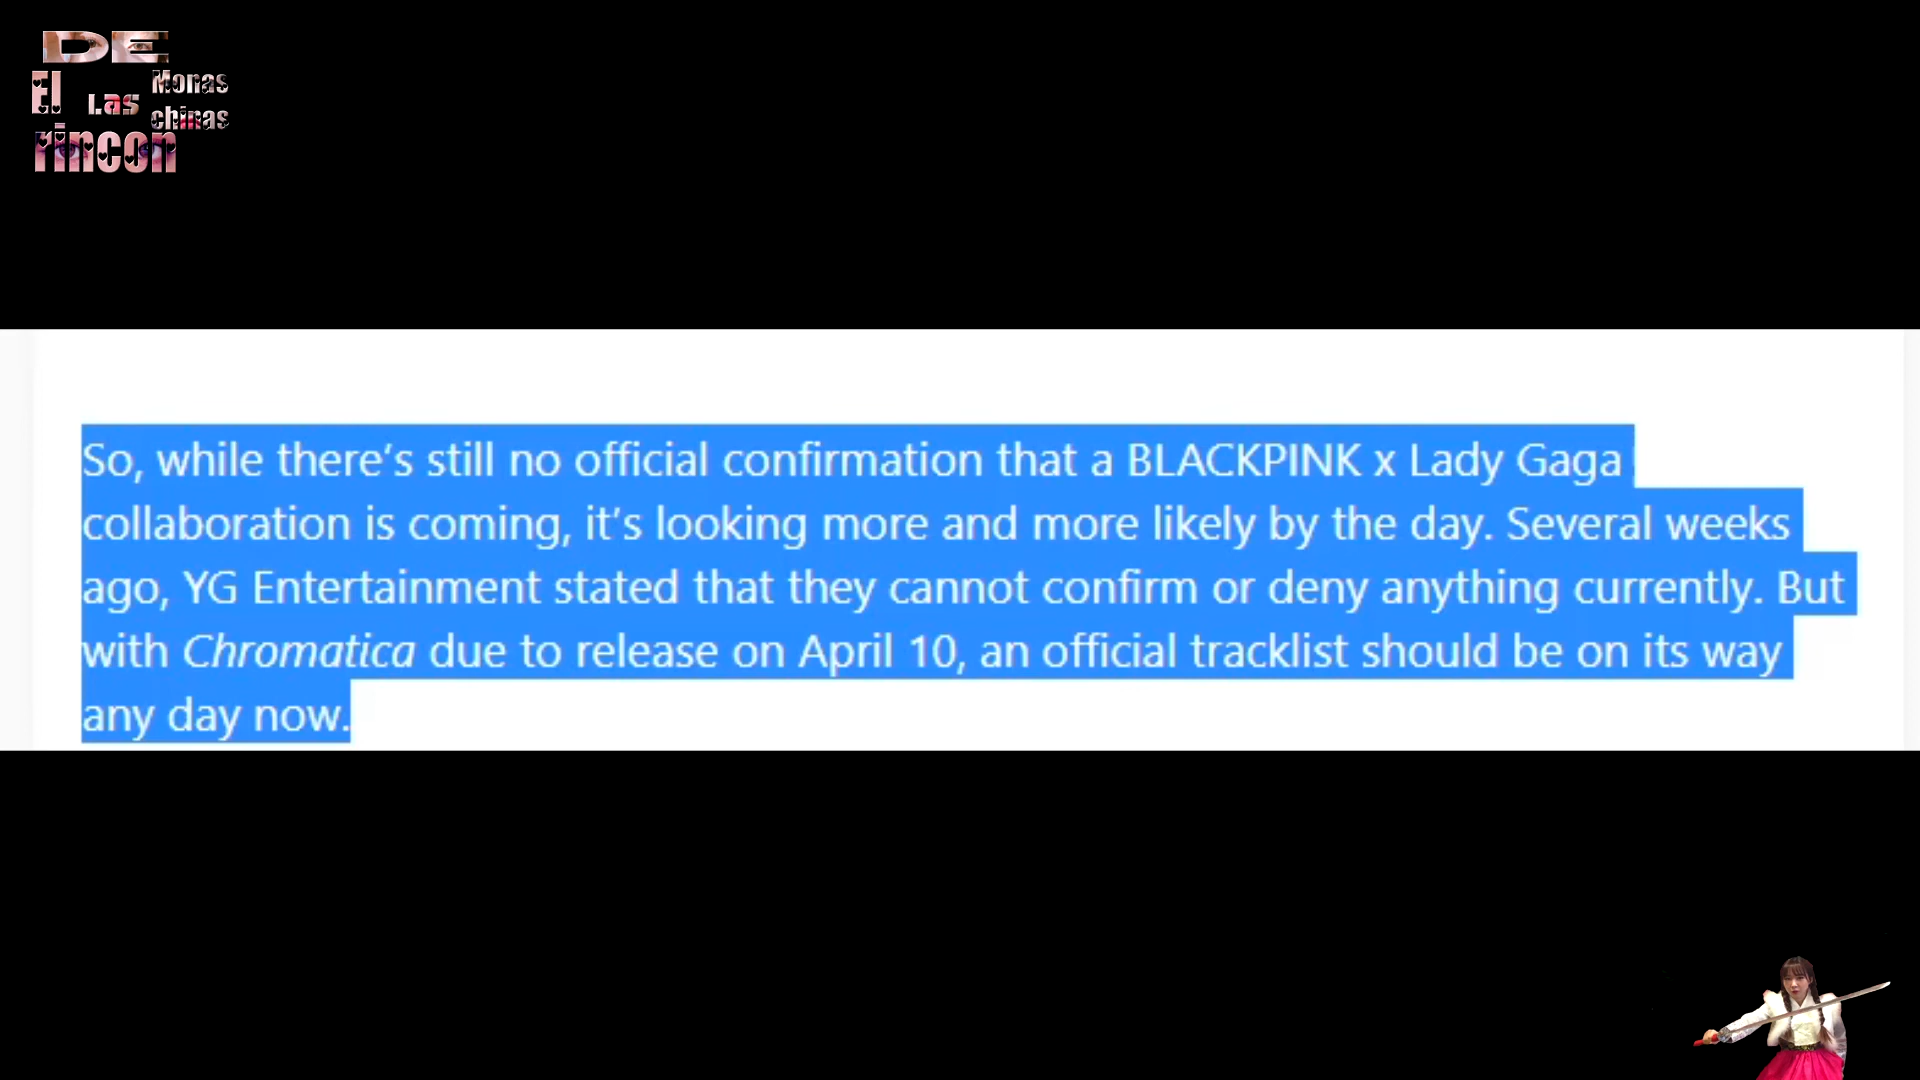 DE
El Las Monas
chinas
rincon
So, while there’s still no official confirmation that a BLACKPINK x Lady Gaga
collaboration is coming, it’s looking more and more likely by the day. Several weeks
ago, YG Entertainment stated that they cannot confirm or deny anything currently. But
with Chromatica due to release on April 10, an official tracklist should be on its way
any day now.